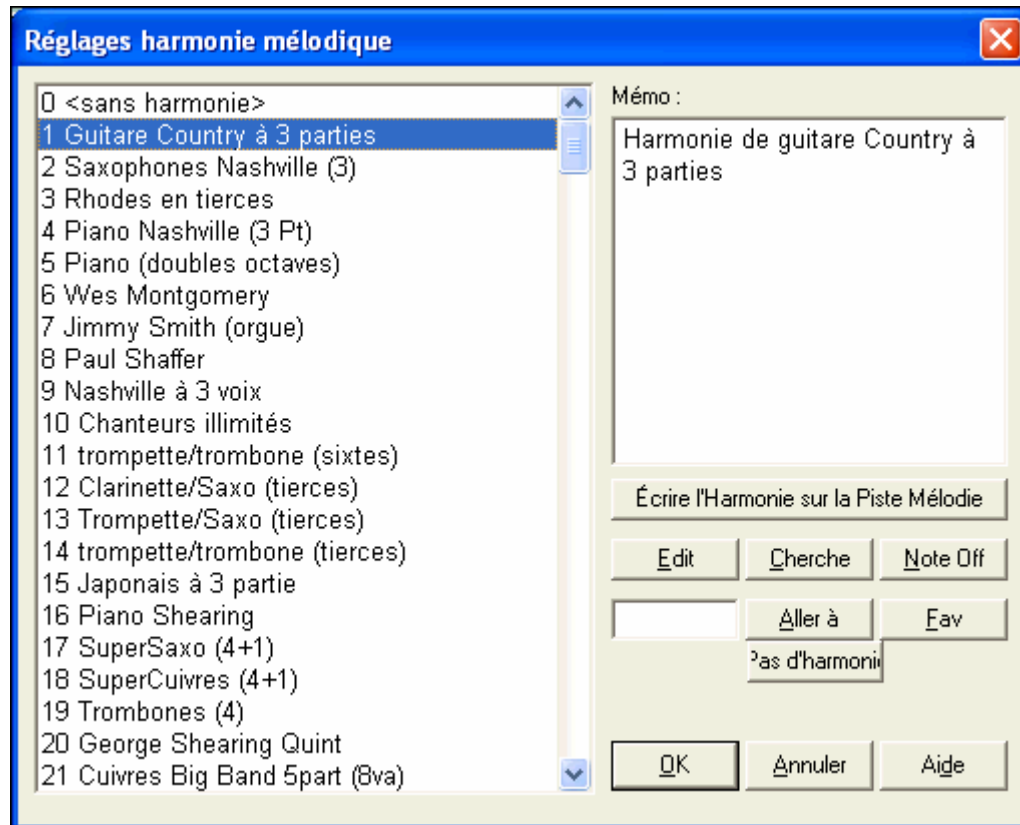 Réglages harmonie mélodique
0 <sans harmonie>
1 Guitare Country à 3 parties
2 Saxophones Nashville (3)
3 Rhodes en tierces
4 Piano Nashville (3 Pt)
5 Piano (doubles octaves)
6 Wes Montgomery
7 Jimmy Smith (orgue)
8 Paul Shaffer
9 Nashville à 3 voix
10 Chanteurs illimités
11 trompette/trombone (sixtes)
12 Clarinette/Saxo (tierces)
13 Trompette/Saxo (tierces)
14 trompette/trombone (tierces)
15 Japonais à 3 partie
16 Piano Shearing
17 SuperSaxo (4+1)
18 SuperCuivres (4+1)
19 Trombones (4)
20 George Shearing Quint
21 Cuivres Big Band 5part (8va)
Mémo :
Harmonie de guitare Country à
3 parties
Écrire l'Harmonie sur la Piste Mélodie
Edit Cherche Note Off
Aller à Fav
Pas d'harmoni
OK Annuler Aide